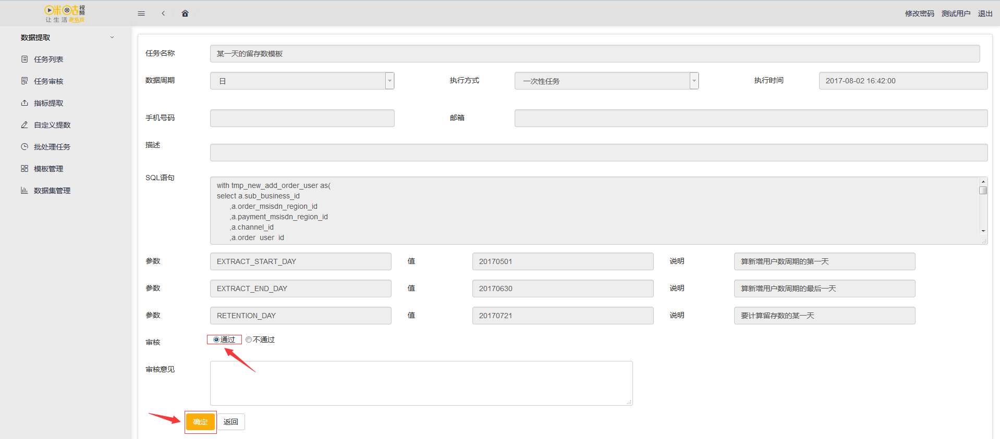 咪咕视频
让生活更有戏
修改密码 测试用户 退出
数据提取
任务列表
任务审核
指标提取
自定义提数
批处理任务
模板管理
数据集管理
任务名称 某一天的留存数模板
数据周期 日 执行方式 一次性任务 执行时间 2017-08-02 16:42:00
手机号码 邮箱
描述
SQL语句
with tmp_new_add_order_user as(
select a.sub_business_id
,a.order_msisdn_region_id
,a.payment_msisdn_region_id
,a.channel_id
,a.order_user_id
参数 EXTRACT_START_DAY 值 20170501 说明 算新增用户数周期的第一天
参数 EXTRACT_END_DAY 值 20170630 说明 算新增用户数周期的最后一天
参数 RETENTION_DAY 值 20170721 说明 要计算留存数的某一天
审核 通过 不通过
审核意见
确定 返回